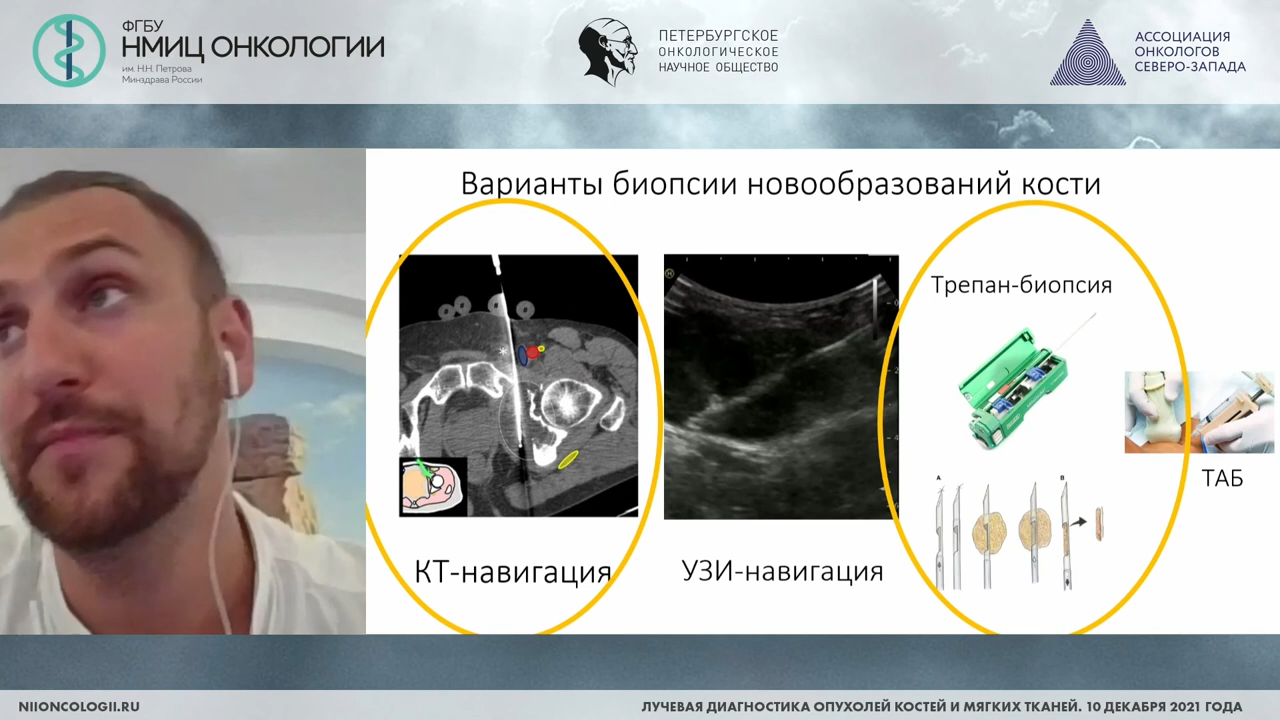 ФГБУ
НМИЦ ОНКОЛОГИИ
им. Н.Н. Петрова
Минздрава России
ПЕТЕРБУРГСКОЕ
ОНКОЛОГИЧЕСКОЕ
НАУЧНОЕ ОБЩЕСТВО
АССОЦИАЦИЯ
ОНКОЛОГОВ
СЕВЕРО-ЗАПАДА
Варианты биопсии новообразований кости
Трепан-биопсия
A
B
ТАБ
КТ-навигация
УЗИ-навигация
NIIONCOLOGII.RU
ЛУЧЕВАЯ ДИАГНОСТИКА ОПУХОЛЕЙ КОСТЕЙ И МЯГКИХ ТКАНЕЙ. 10 ДЕКАБРЯ 2021 ГОДА